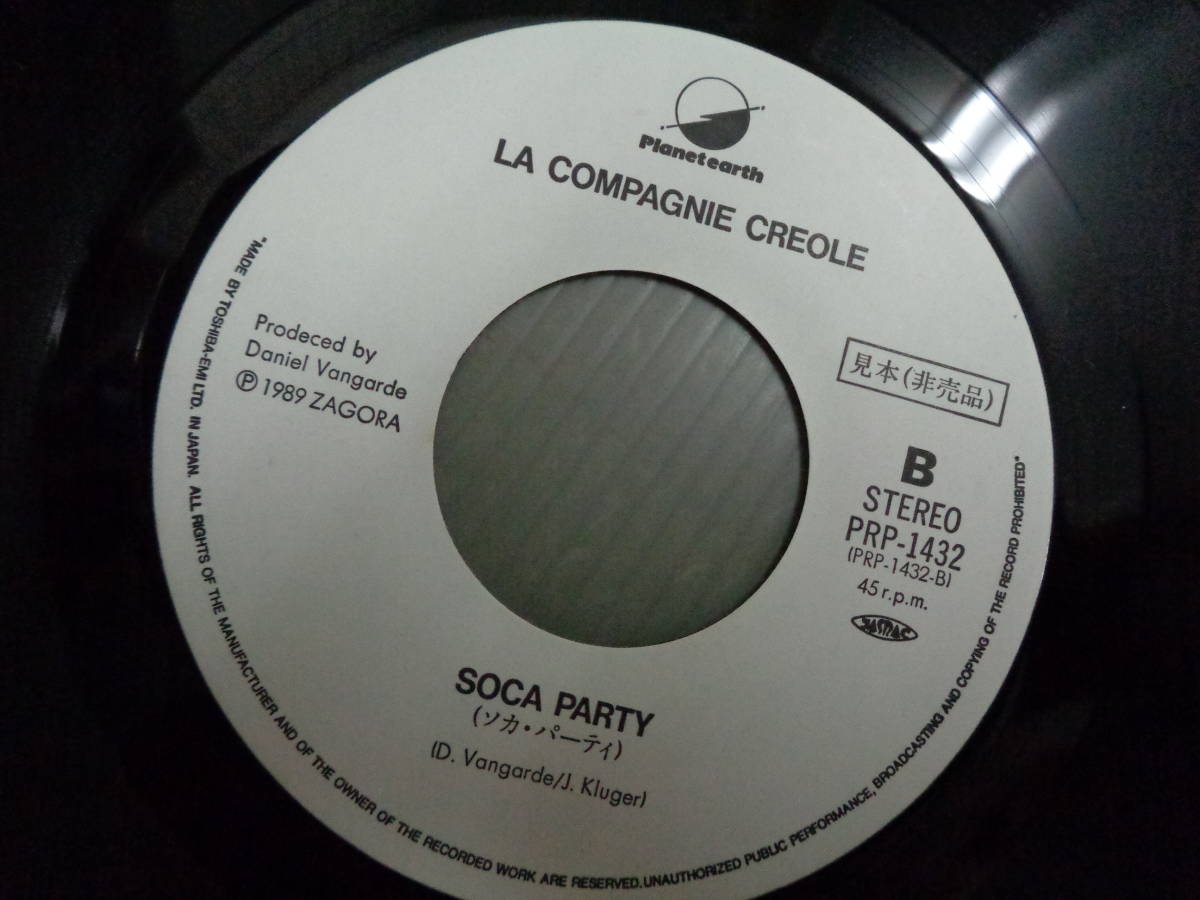 Planetearth
LA COMPAGNIE CREOLE
Prodeced by
Daniel Vangarde
Ⓟ 1989 ZAGORA
見本(非売品)
B
STEREO
PRP-1432
(PRP-1432-B)
45 r.p.m.
JASRAC
SOCA PARTY
(ソカ・パーティ)
(D. Vangarde/J. Kluger)
"MADE BY TOSHIBA-EMI LTD. IN JAPAN. ALL RIGHTS OF THE MANUFACTURER AND OF THE OWNER OF THE RECORDED WORK ARE RESERVED. UNAUTHORIZED PUBLIC PERFORMANCE, BROADCASTING AND COPYING OF THE RECORD PROHIBITED"